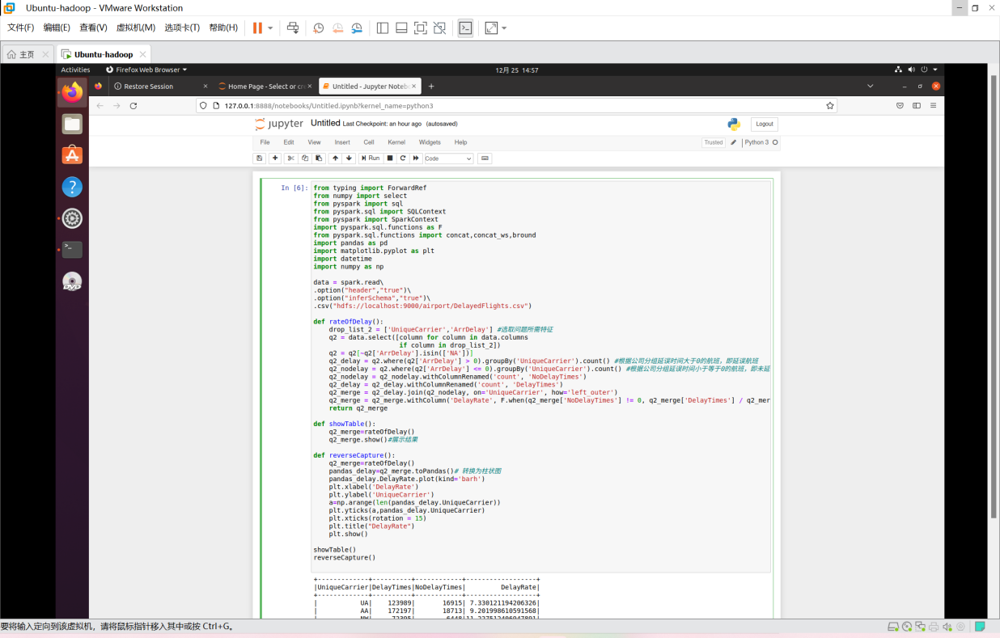 Ubuntu-hadoop - VMware Workstation
文件(F) 编辑(E) 查看(V) 虚拟机(M) 选项卡(T) 帮助(H)
主页 Ubuntu-hadoop
Activities Firefox Web Browser 12月 25 14:57
Restore Session Home Page - Select or cre Untitled - Jupyter Noteb
127.0.0.1:8888/notebooks/Untitled.ipynb?kernel_name=python3
jupyter Untitled Last Checkpoint: an hour ago (autosaved) Logout
File Edit View Insert Cell Kernel Widgets Help Trusted Python 3
Run Code
In [6]: from typing import ForwardRef
from numpy import select
from pyspark import sql
from pyspark.sql import SQLContext
from pyspark import SparkContext
import pyspark.sql.functions as F
from pyspark.sql.functions import concat,concat_ws,bround
import pandas as pd
import matplotlib.pyplot as plt
import datetime
import numpy as np
data = spark.read\
.option("header","true")\
.option("inferSchema","true")\
.csv("hdfs://localhost:9000/airport/DelayedFlights.csv")
def rateOfDelay():
drop_list_2 = ['UniqueCarrier','ArrDelay'] #选取问题所需特征
q2 = data.select([column for column in data.columns
if column in drop_list_2])
q2 = q2[~q2['ArrDelay'].isin(['NA'])]
q2_delay = q2.where(q2['ArrDelay'] > 0).groupBy('UniqueCarrier').count() #根据公司分组延误时间大于0的航班，即延误航班
q2_nodelay = q2.where(q2['ArrDelay'] <= 0).groupBy('UniqueCarrier').count() #根据公司分组延误时间小于等于0的航班，即未延
q2_nodelay = q2_nodelay.withColumnRenamed('count', 'NoDelayTimes')
q2_delay = q2_delay.withColumnRenamed('count', 'DelayTimes')
q2_merge = q2_delay.join(q2_nodelay, on='UniqueCarrier', how='left_outer')
q2_merge = q2_merge.withColumn('DelayRate', F.when(q2_merge['NoDelayTimes'] != 0, q2_merge['DelayTimes'] / q2_mer
return q2_merge
def showTable():
q2_merge=rateOfDelay()
q2_merge.show()#展示结果
def reverseCapture():
q2_merge=rateOfDelay()
pandas_delay=q2_merge.toPandas()# 转换为柱状图
pandas_delay.DelayRate.plot(kind='barh')
plt.xlabel('DelayRate')
plt.ylabel('UniqueCarrier')
a=np.arange(len(pandas_delay.UniqueCarrier))
plt.yticks(a,pandas_delay.UniqueCarrier)
plt.xticks(rotation = 15)
plt.title("DelayRate")
plt.show()
showTable()
reverseCapture()
+-------------+----------+------------+------------------+
|UniqueCarrier|DelayTimes|NoDelayTimes| DelayRate|
+-------------+----------+------------+------------------+
| UA| 123989| 16915| 7.330121194206326|
| AA| 172197| 18713| 9.201998610591568|
要将输入定向到该虚拟机，请将鼠标指针移入其中或按 Ctrl+G。